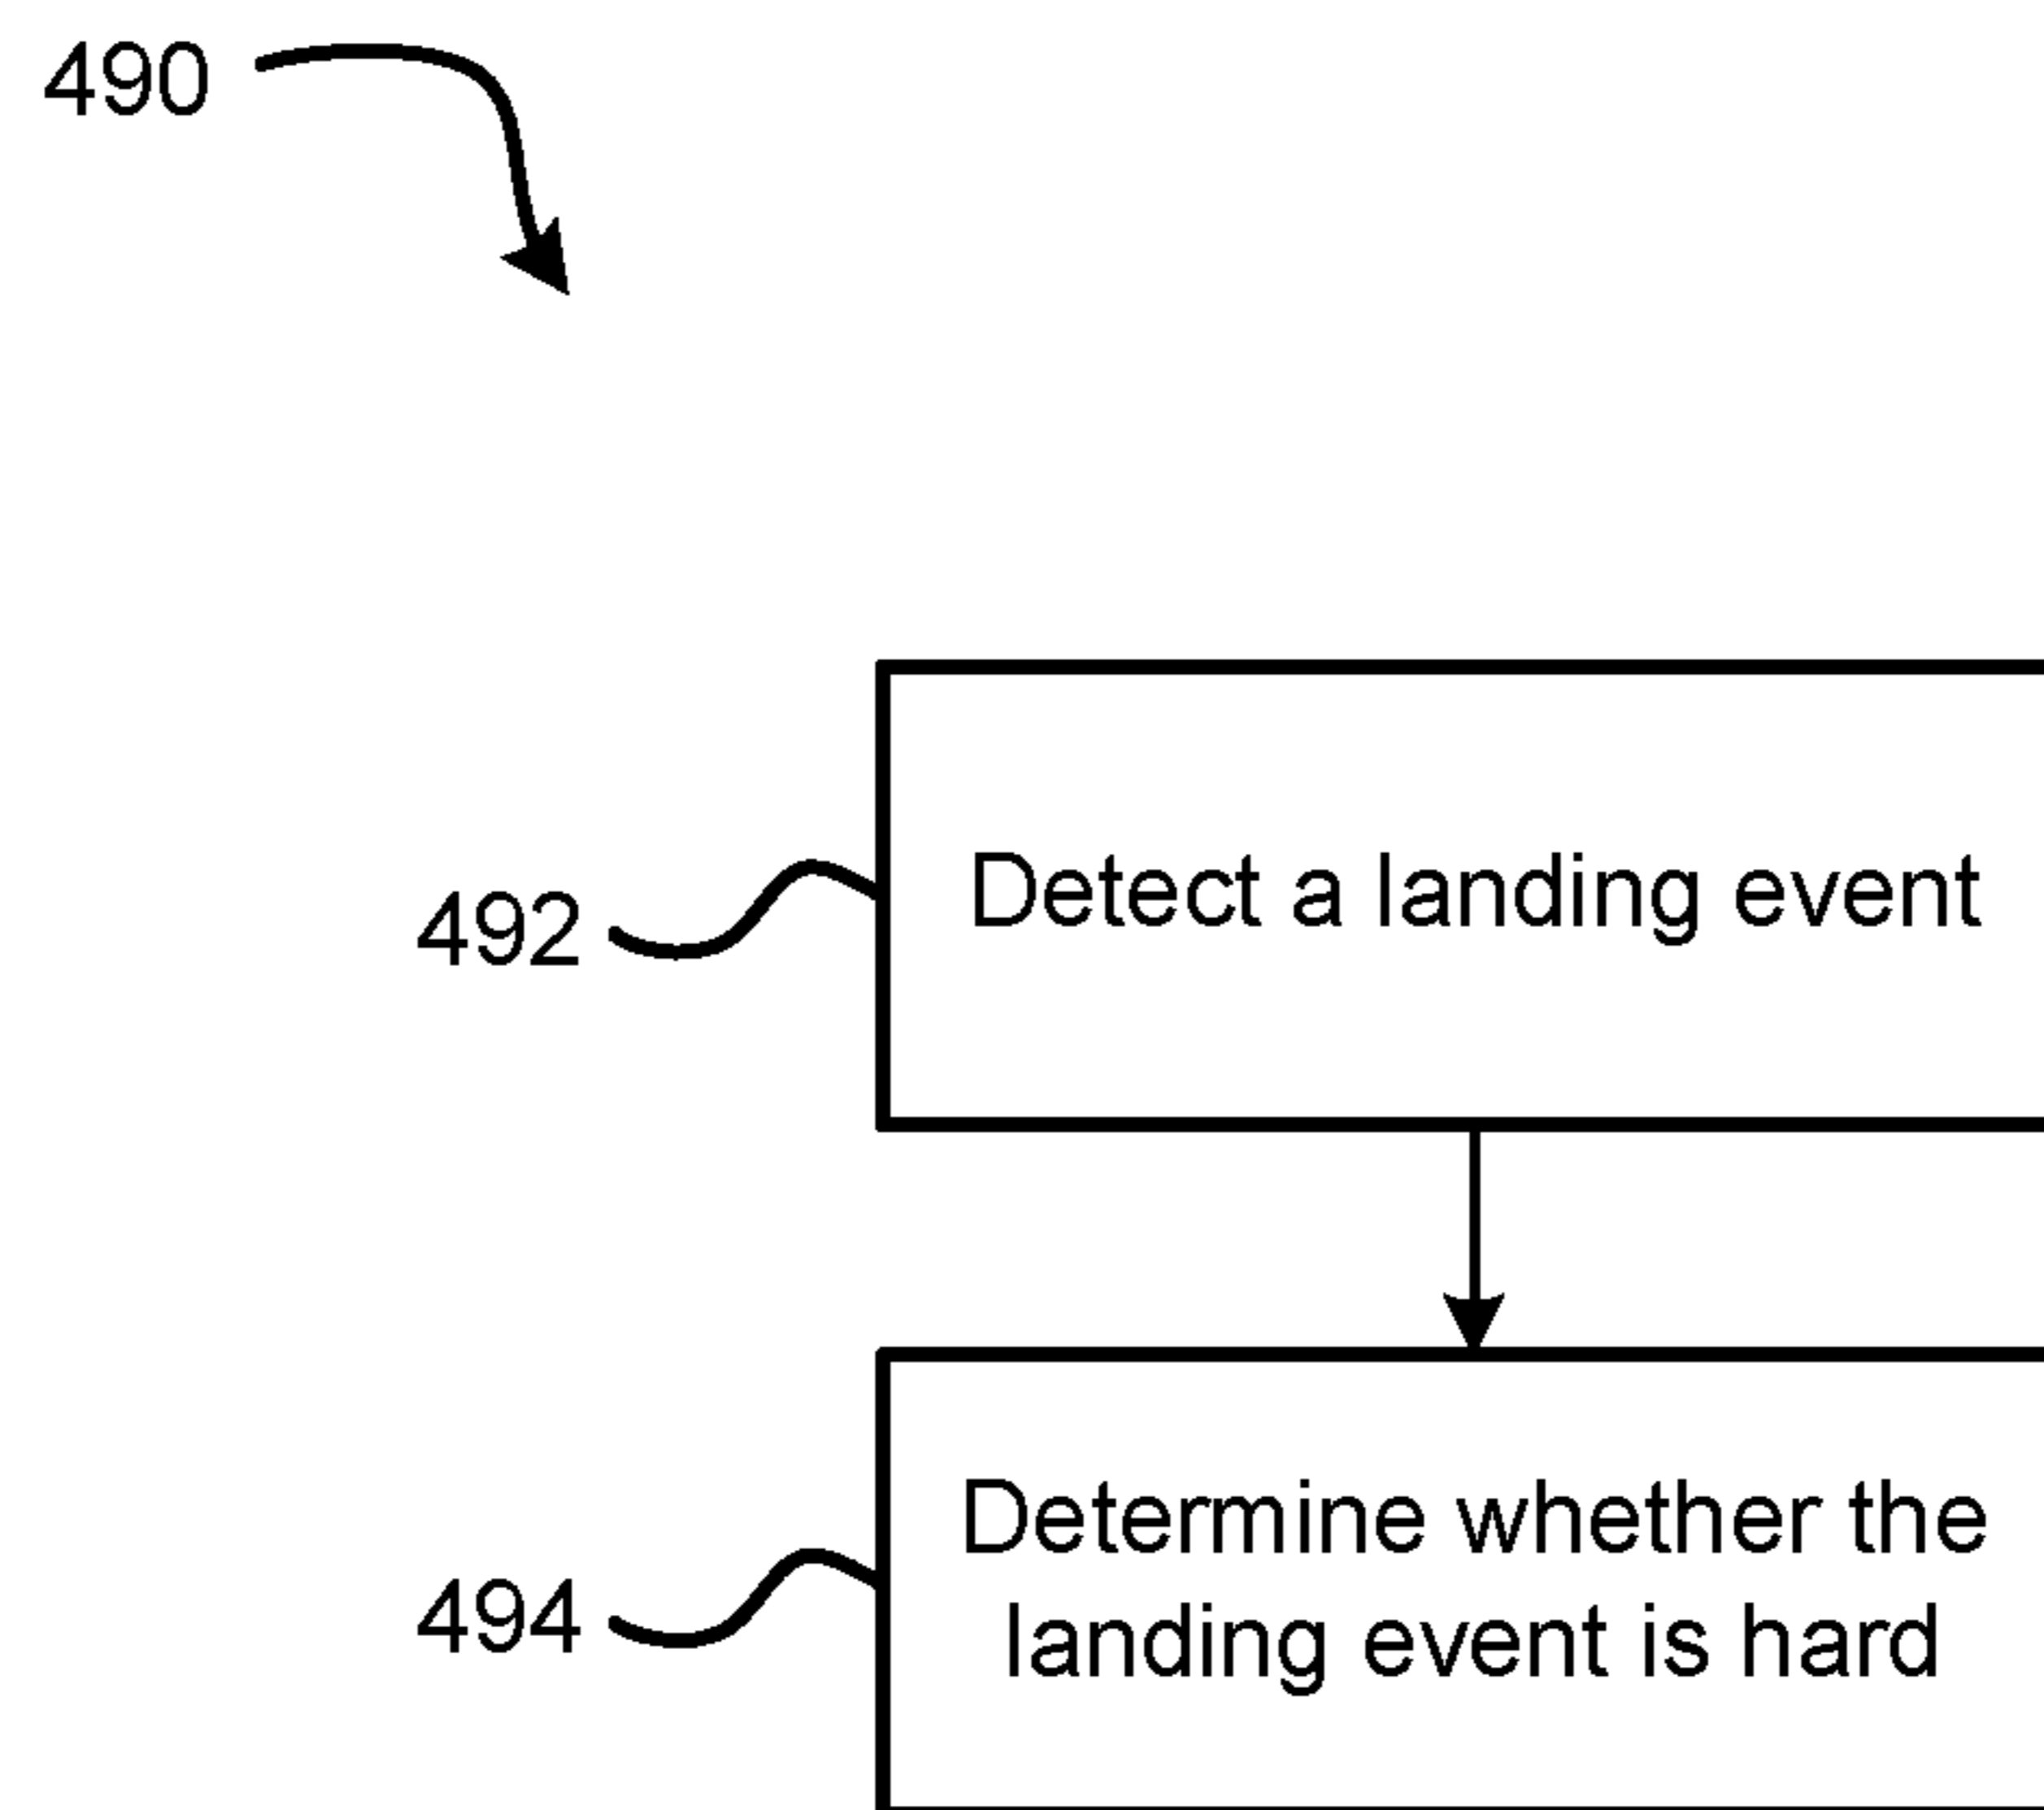 490
492
Detect a landing event
494
Determine whether the
landing event is hard